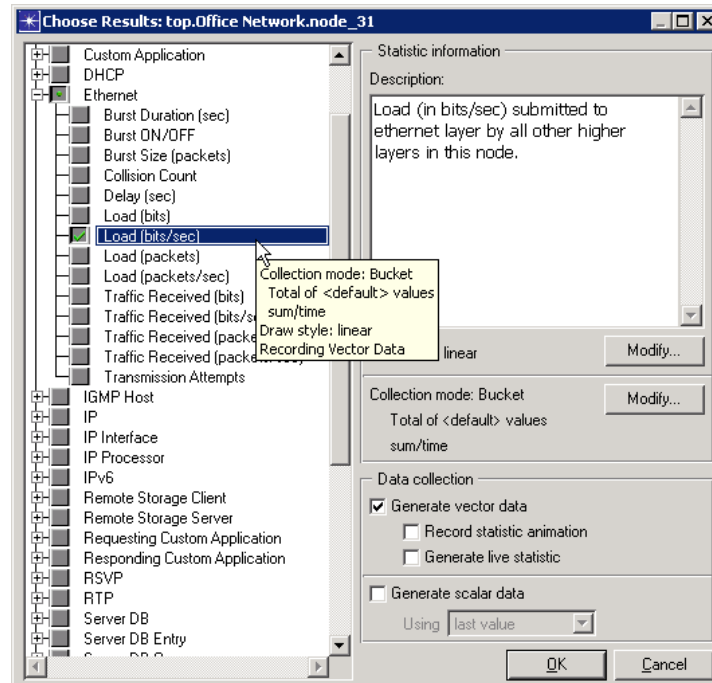 Choose Results: top.Office Network.node_31
Custom Application
DHCP
Ethernet
Burst Duration (sec)
Burst ON/OFF
Burst Size (packets)
Collision Count
Delay (sec)
Load (bits)
Load (bits/sec)
Load (packets)
Load (packets/sec)
Traffic Received (bits)
Traffic Received (bits/s
Traffic Received (packe
Traffic Received (packe
Transmission Attempts
IGMP Host
IP
IP Interface
IP Processor
IPv6
Remote Storage Client
Remote Storage Server
Requesting Custom Application
Responding Custom Application
RSVP
RTP
Server DB
Server DB Entry
Collection mode: Bucket
Total of <default> values
sum/time
Draw style: linear
Recording Vector Data
Statistic information
Description:
Load (in bits/sec) submitted to
ethernet layer by all other higher
layers in this node.
linear
Modify...
Collection mode: Bucket
Modify...
Total of <default> values
sum/time
Data collection
Generate vector data
Record statistic animation
Generate live statistic
Generate scalar data
Using last value
OK
Cancel